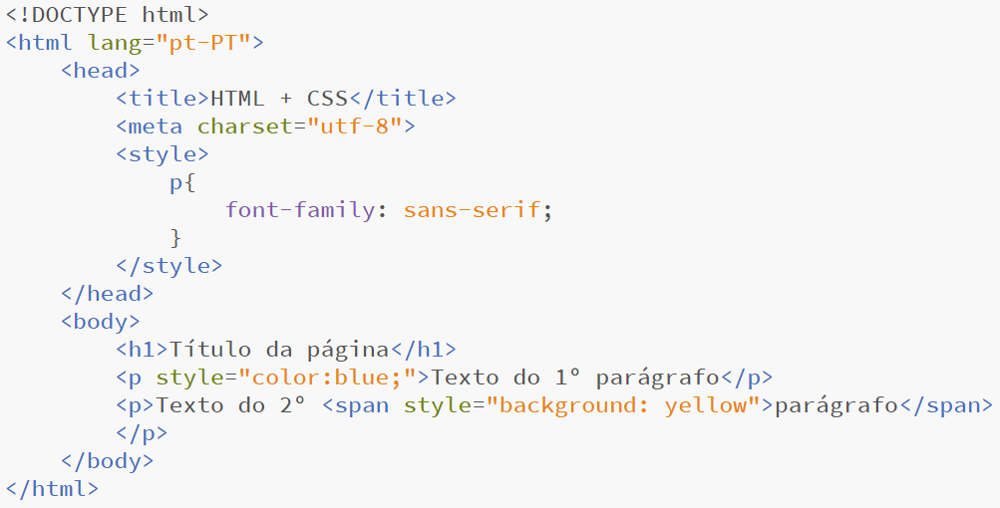 <!DOCTYPE html>
<html lang="pt-PT">
    <head>
        <title>HTML + CSS</title>
        <meta charset="utf-8">
        <style>
            p{
                font-family: sans-serif;
            }
        </style>
    </head>
    <body>
        <h1>Título da página</h1>
        <p style="color:blue;">Texto do 1º parágrafo</p>
        <p>Texto do 2º <span style="background: yellow">parágrafo</span>
        </p>
    </body>
</html>